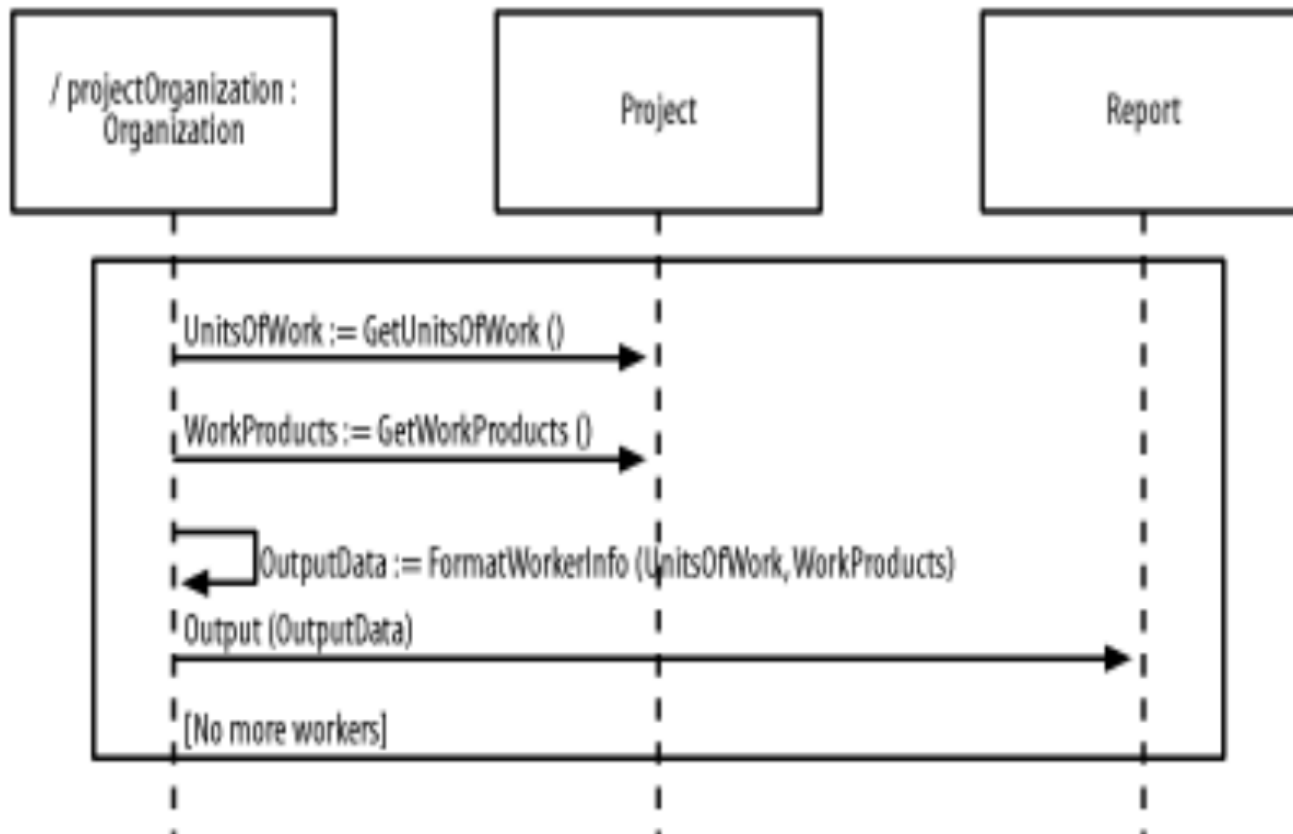 / projectOrganization :
Organization
Project
Report
UnitsOfWork := GetUnitsOfWork ()
WorkProducts := GetWorkProducts ()
OutputData := FormatWorkerInfo (UnitsOfWork, WorkProducts)
Output (OutputData)
[No more workers]